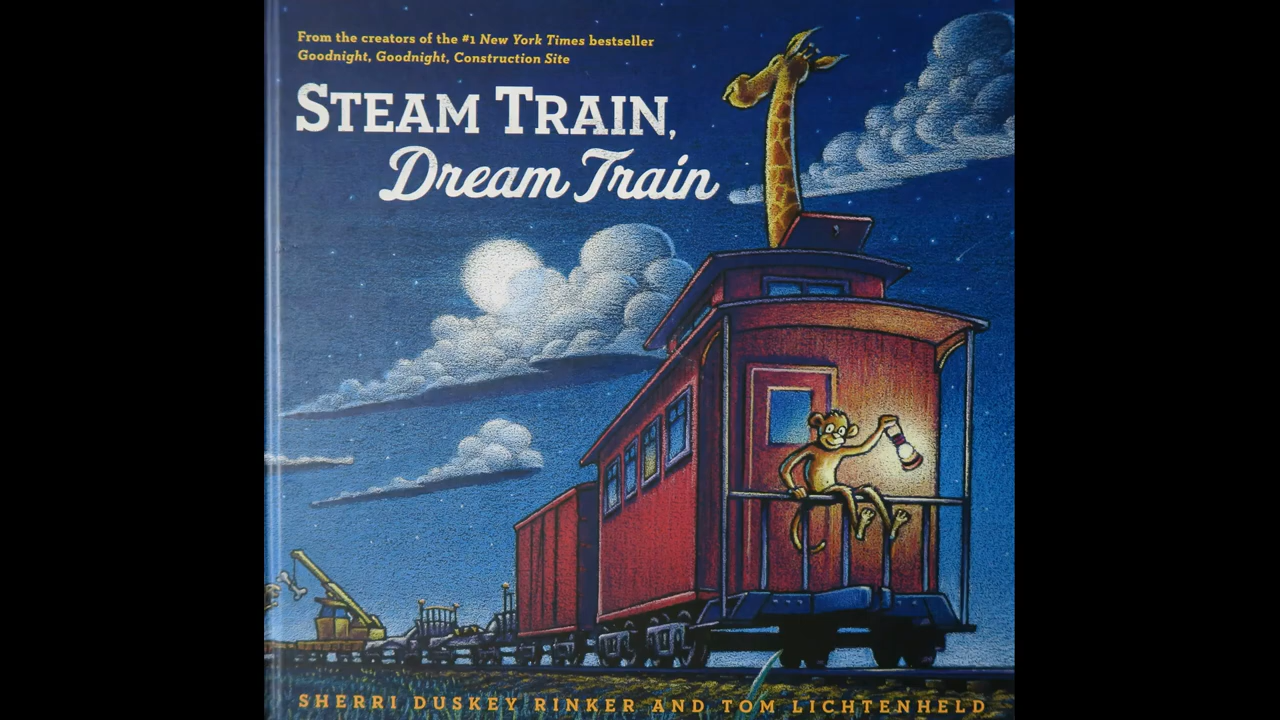 From the creators of the #1 New York Times bestseller
Goodnight, Goodnight, Construction Site
STEAM TRAIN,
Dream Train
SHERRI DUSKEY RINKER AND TOM LICHTENHELD